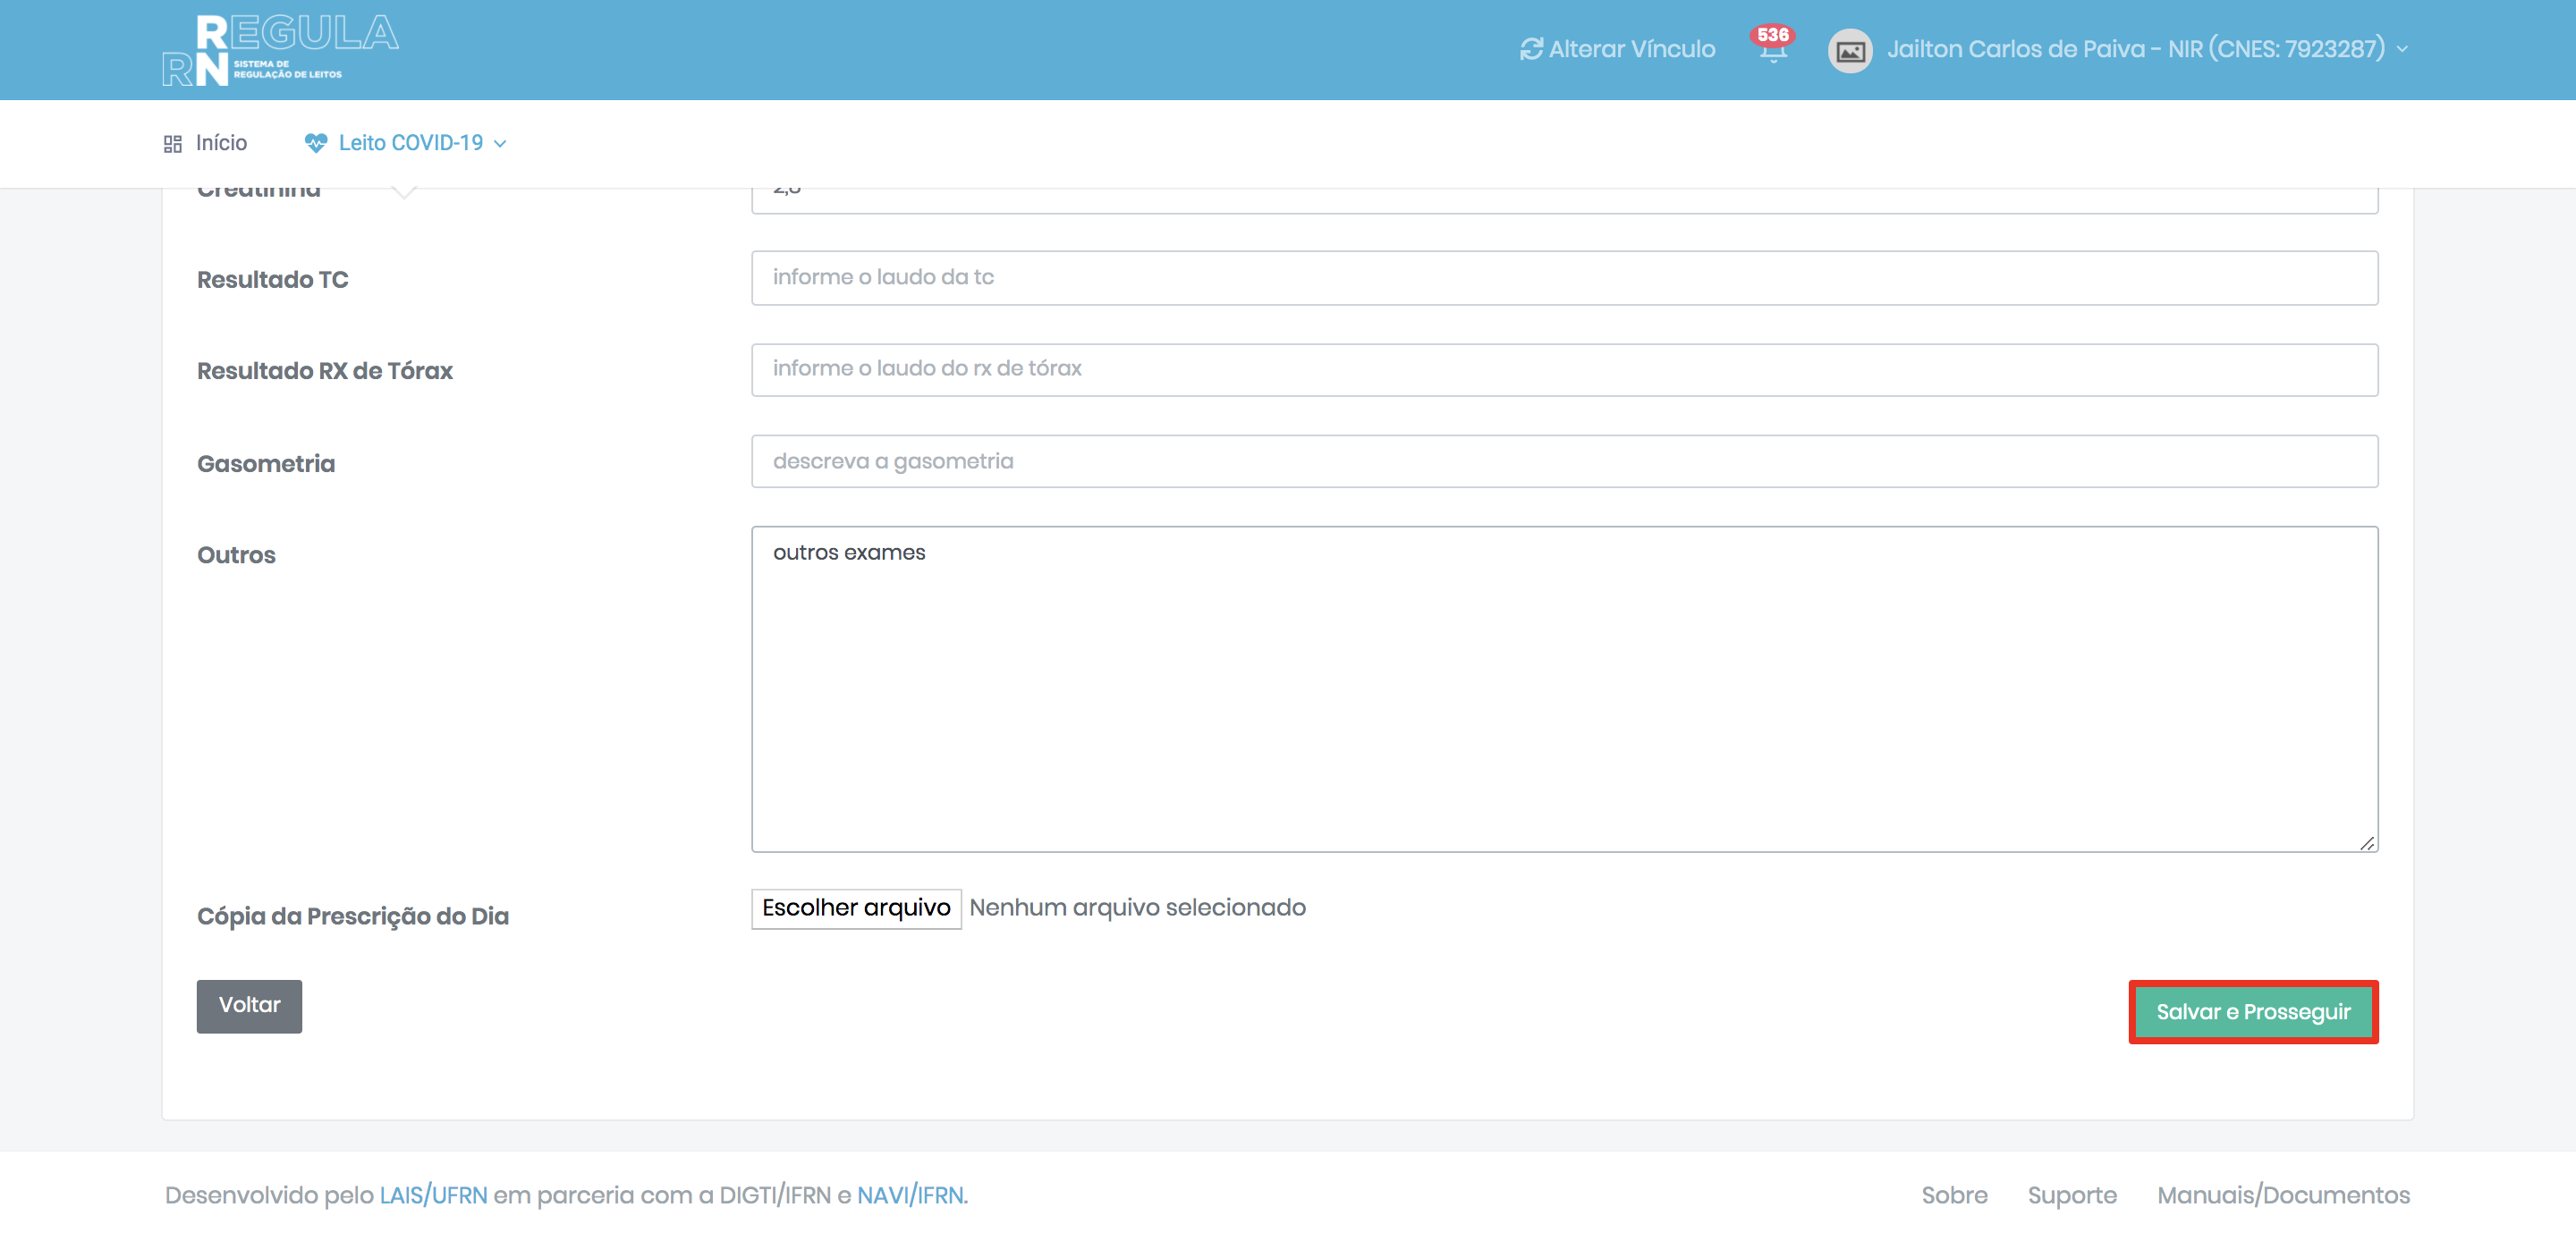 REGULA
RN SISTEMA DE
REGULAÇÃO DE LEITOS
Alterar Vínculo
536
Jailton Carlos de Paiva - NIR (CNES: 7923287)
Início
Leito COVID-19
Creatinina
Resultado TC
informe o laudo da tc
Resultado RX de Tórax
informe o laudo do rx de tórax
Gasometria
descreva a gasometria
Outros
outros exames
Cópia da Prescrição do Dia
Escolher arquivo Nenhum arquivo selecionado
Voltar
Salvar e Prosseguir
Desenvolvido pelo LAIS/UFRN em parceria com a DIGTI/IFRN e NAVI/IFRN.
Sobre
Suporte
Manuais/Documentos